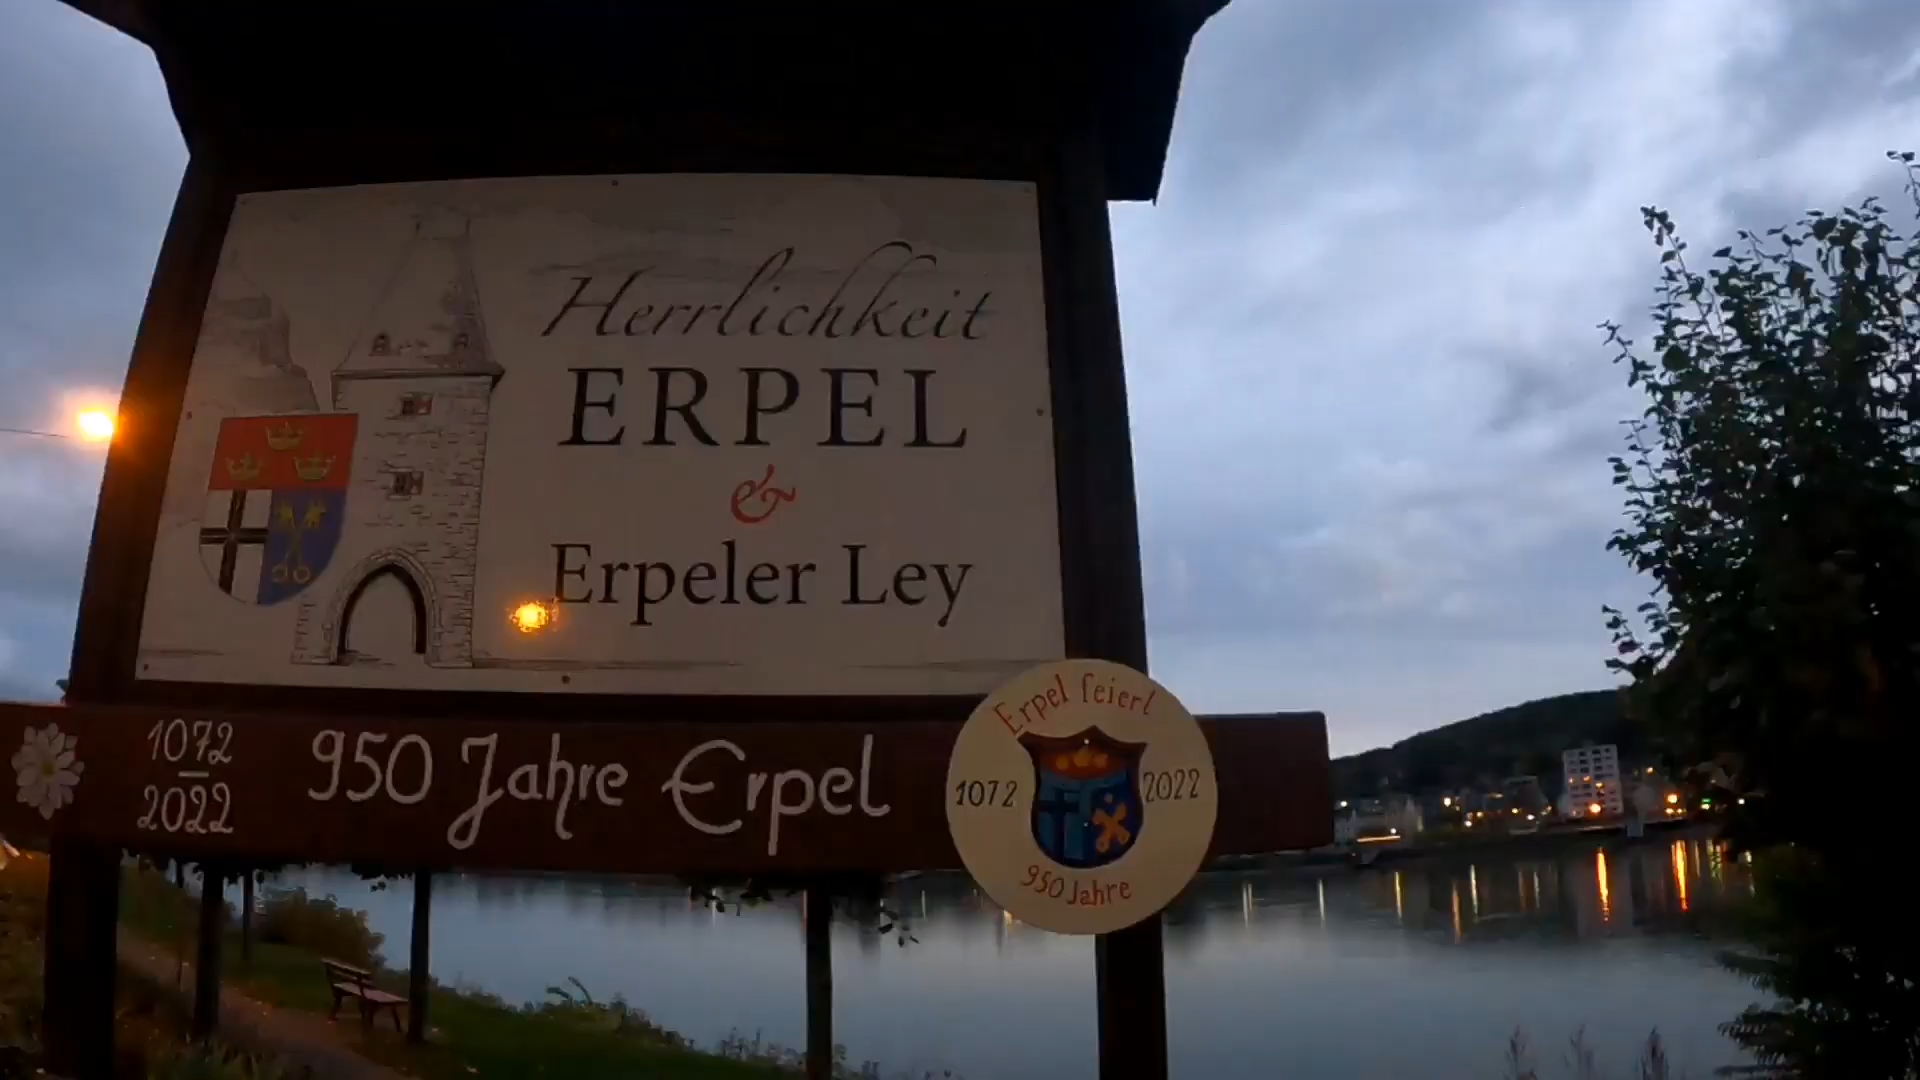 Herrlichkeit
ERPEL
&
Erpeler Ley
1072
2022
950 Jahre Erpel
Erpel feiert
1072
2022
950 Jahre